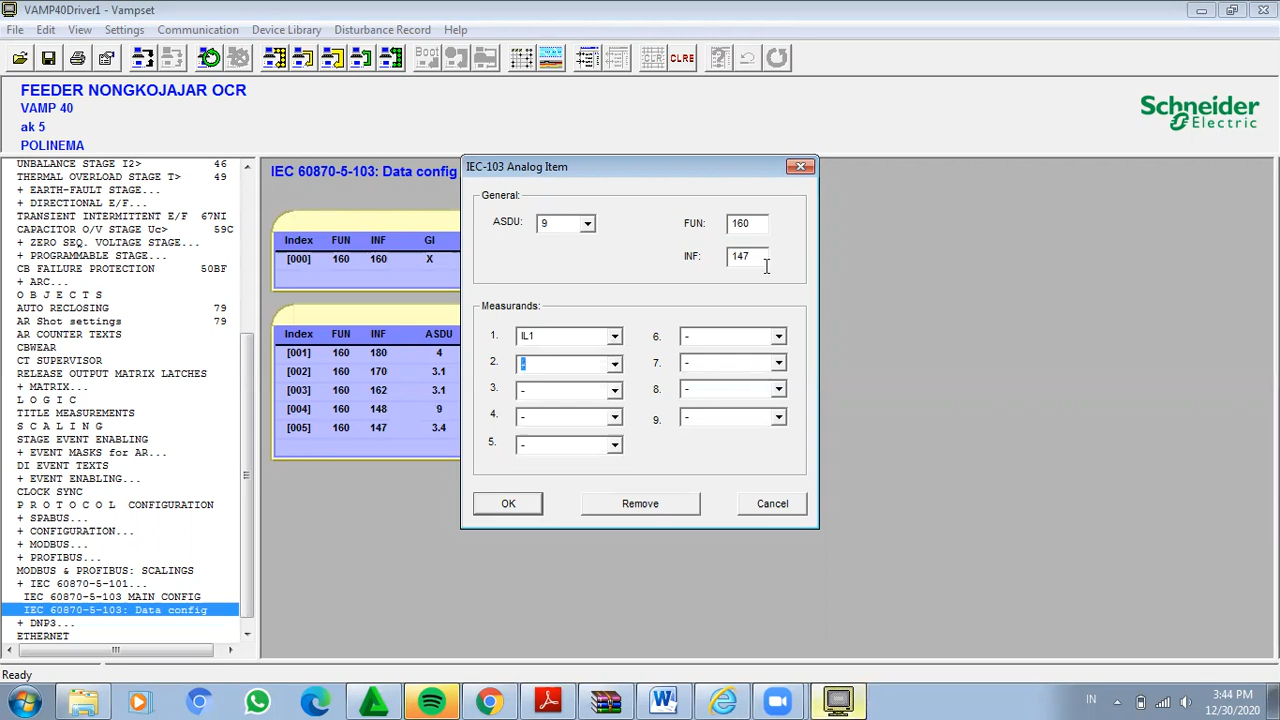 VAMP40Driver1 - Vampset
File Edit View Settings Communication Device Library Disturbance Record Help
Boot CLR CLRE
FEEDER NONGKOJAJAR OCR
VAMP 40
ak 5
POLINEMA
Schneider
Electric
UNBALANCE STAGE I2> 46
THERMAL OVERLOAD STAGE T> 49
+ EARTH-FAULT STAGE...
+ DIRECTIONAL E/F...
TRANSIENT INTERMITTENT E/F 67NI
CAPACITOR O/V STAGE Uc> 59C
+ ZERO SEQ. VOLTAGE STAGE...
+ PROGRAMMABLE STAGE...
CB FAILURE PROTECTION 50BF
+ ARC...
O B J E C T S
AUTO RECLOSING 79
AR Shot settings 79
AR COUNTER TEXTS
CBWEAR
CT SUPERVISOR
RELEASE OUTPUT MATRIX LATCHES
+ MATRIX...
L O G I C
TITLE MEASUREMENTS
S C A L I N G
STAGE EVENT ENABLING
+ EVENT MASKS for AR...
DI EVENT TEXTS
+ EVENT ENABLING...
CLOCK SYNC
P R O T O C O L CONFIGURATION
+ SPABUS...
+ CONFIGURATION...
+ MODBUS...
+ PROFIBUS...
MODBUS & PROFIBUS: SCALINGS
+ IEC 60870-5-101...
IEC 60870-5-103 MAIN CONFIG
IEC 60870-5-103: Data config
+ DNP3...
ETHERNET
IEC 60870-5-103: Data config
Index FUN INF GI
[000] 160 160 X
Index FUN INF ASDU
[001] 160 180 4
[002] 160 170 3.1
[003] 160 162 3.1
[004] 160 148 9
[005] 160 147 3.4
IEC-103 Analog Item
General:
ASDU: 9 FUN: 160
INF: 147
Measurands:
1. IL1 6. -
2. - 7. -
3. - 8. -
4. - 9. -
5. -
OK Remove Cancel
Ready
IN 3:44 PM
12/30/2020